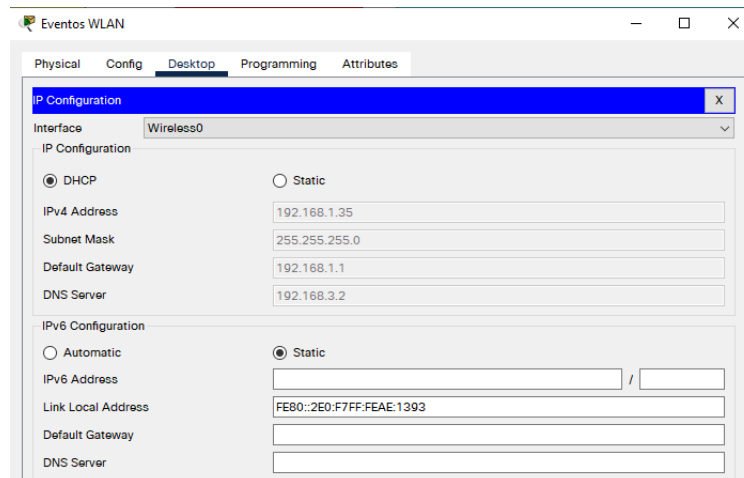 Eventos WLAN
Physical Config Desktop Programming Attributes
IP Configuration X
Interface Wireless0
IP Configuration
DHCP Static
IPv4 Address 192.168.1.35
Subnet Mask 255.255.255.0
Default Gateway 192.168.1.1
DNS Server 192.168.3.2
IPv6 Configuration
Automatic Static
IPv6 Address /
Link Local Address FE80::2E0:F7FF:FEAE:1393
Default Gateway
DNS Server